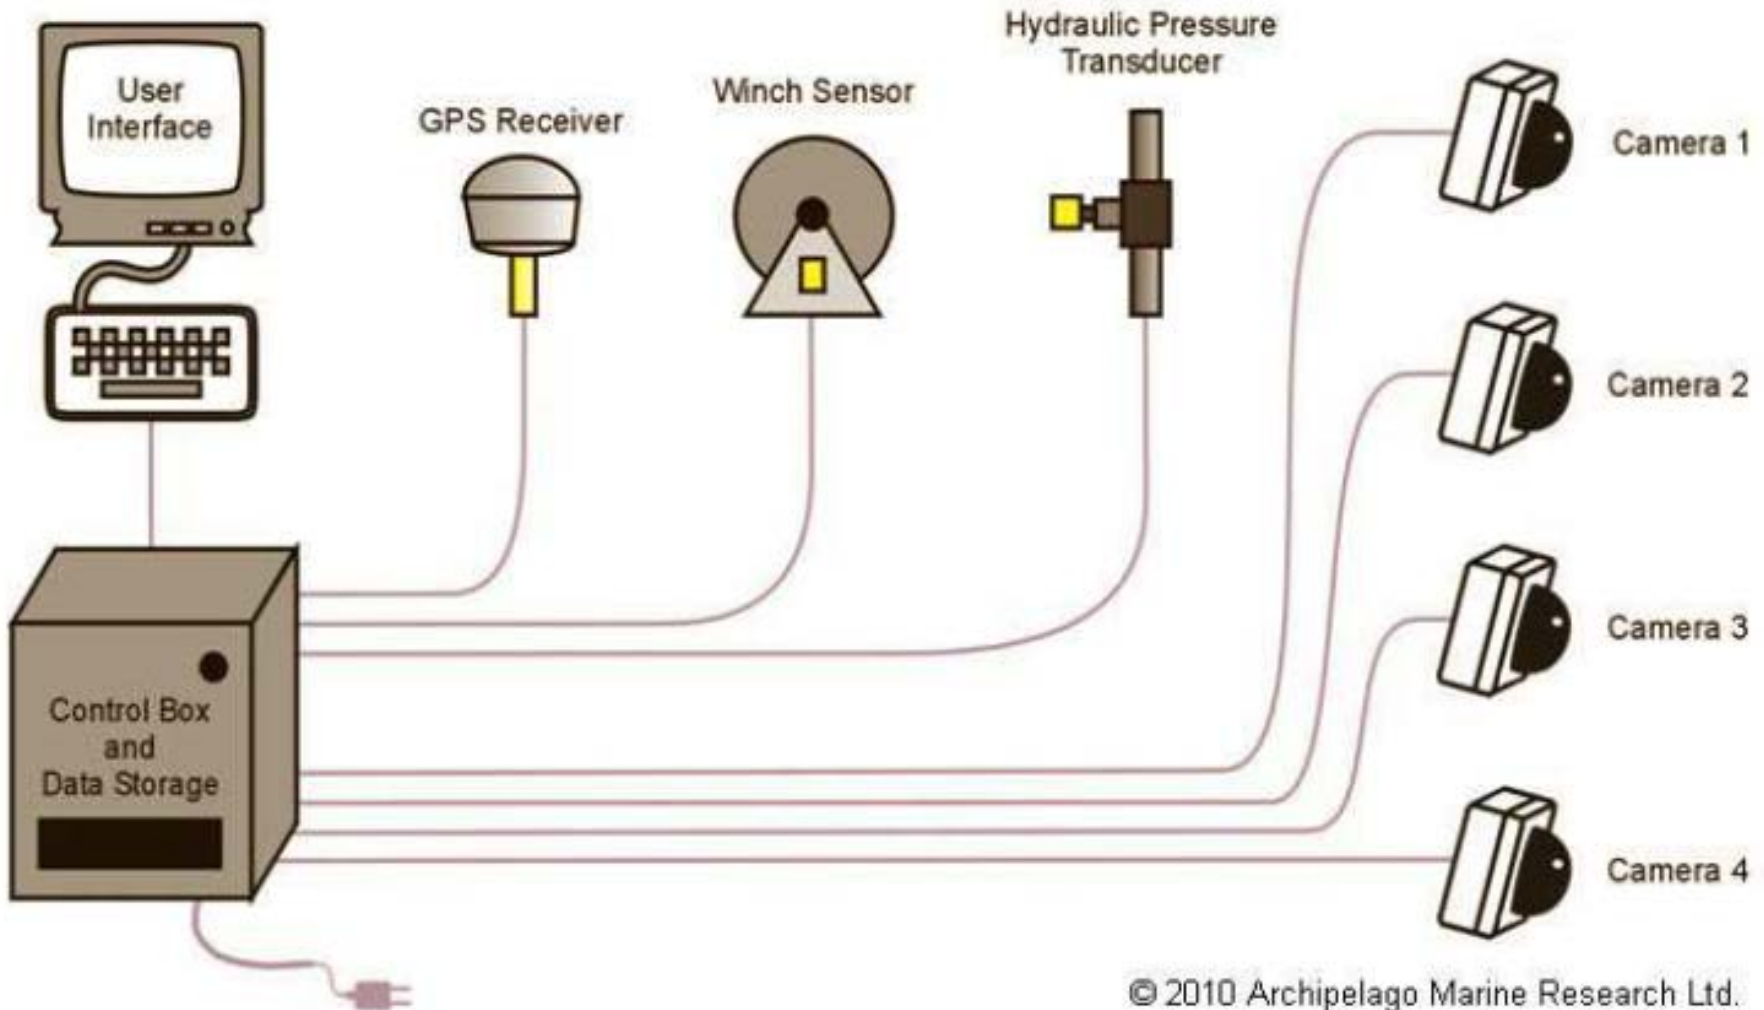 User
Interface
GPS Receiver
Winch Sensor
Hydraulic Pressure
Transducer
Camera 1
Camera 2
Camera 3
Camera 4
Control Box
and
Data Storage
© 2010 Archipelago Marine Research Ltd.